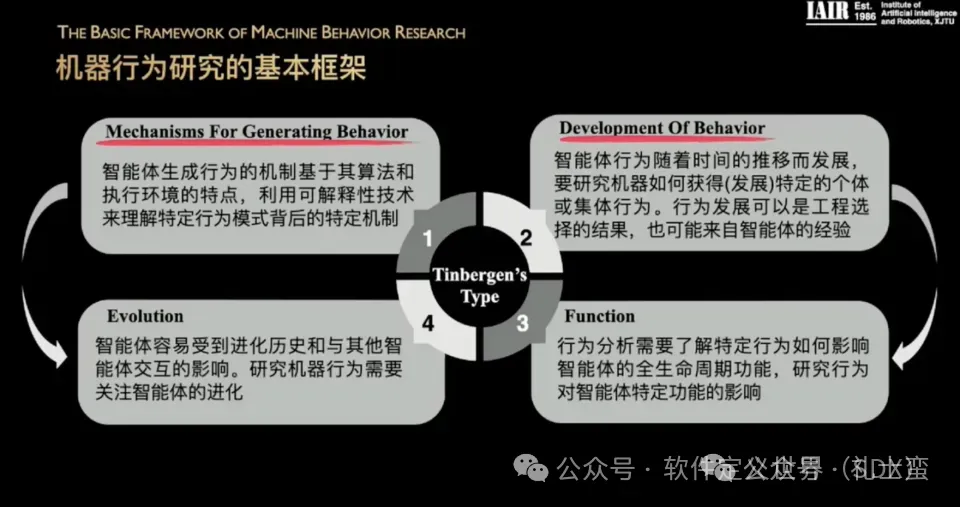 THE BASIC FRAMEWORK OF MACHINE BEHAVIOR RESEARCH
机器行为研究的基本框架
IAIR
Est.
1986
Institute of
Artificial Intelligence
and Robotics, XJTU
Mechanisms For Generating Behavior
智能体生成行为的机制基于其算法和
执行环境的特点，利用可解释性技术
来理解特定行为模式背后的特定机制
Development Of Behavior
智能体行为随着时间的推移而发展，
要研究机器如何获得(发展)特定的个体
或集体行为。行为发展可以是工程选
择的结果，也可能来自智能体的经验
1
2
Tinbergen's
Type
4
3
Evolution
智能体容易受到进化历史和与其他智
能体交互的影响。研究机器行为需要
关注智能体的进化
Function
行为分析需要了解特定行为如何影响
智能体的全生命周期功能，研究行为
对智能体特定功能的影响
公众号 · 软件定义世界（SDX）